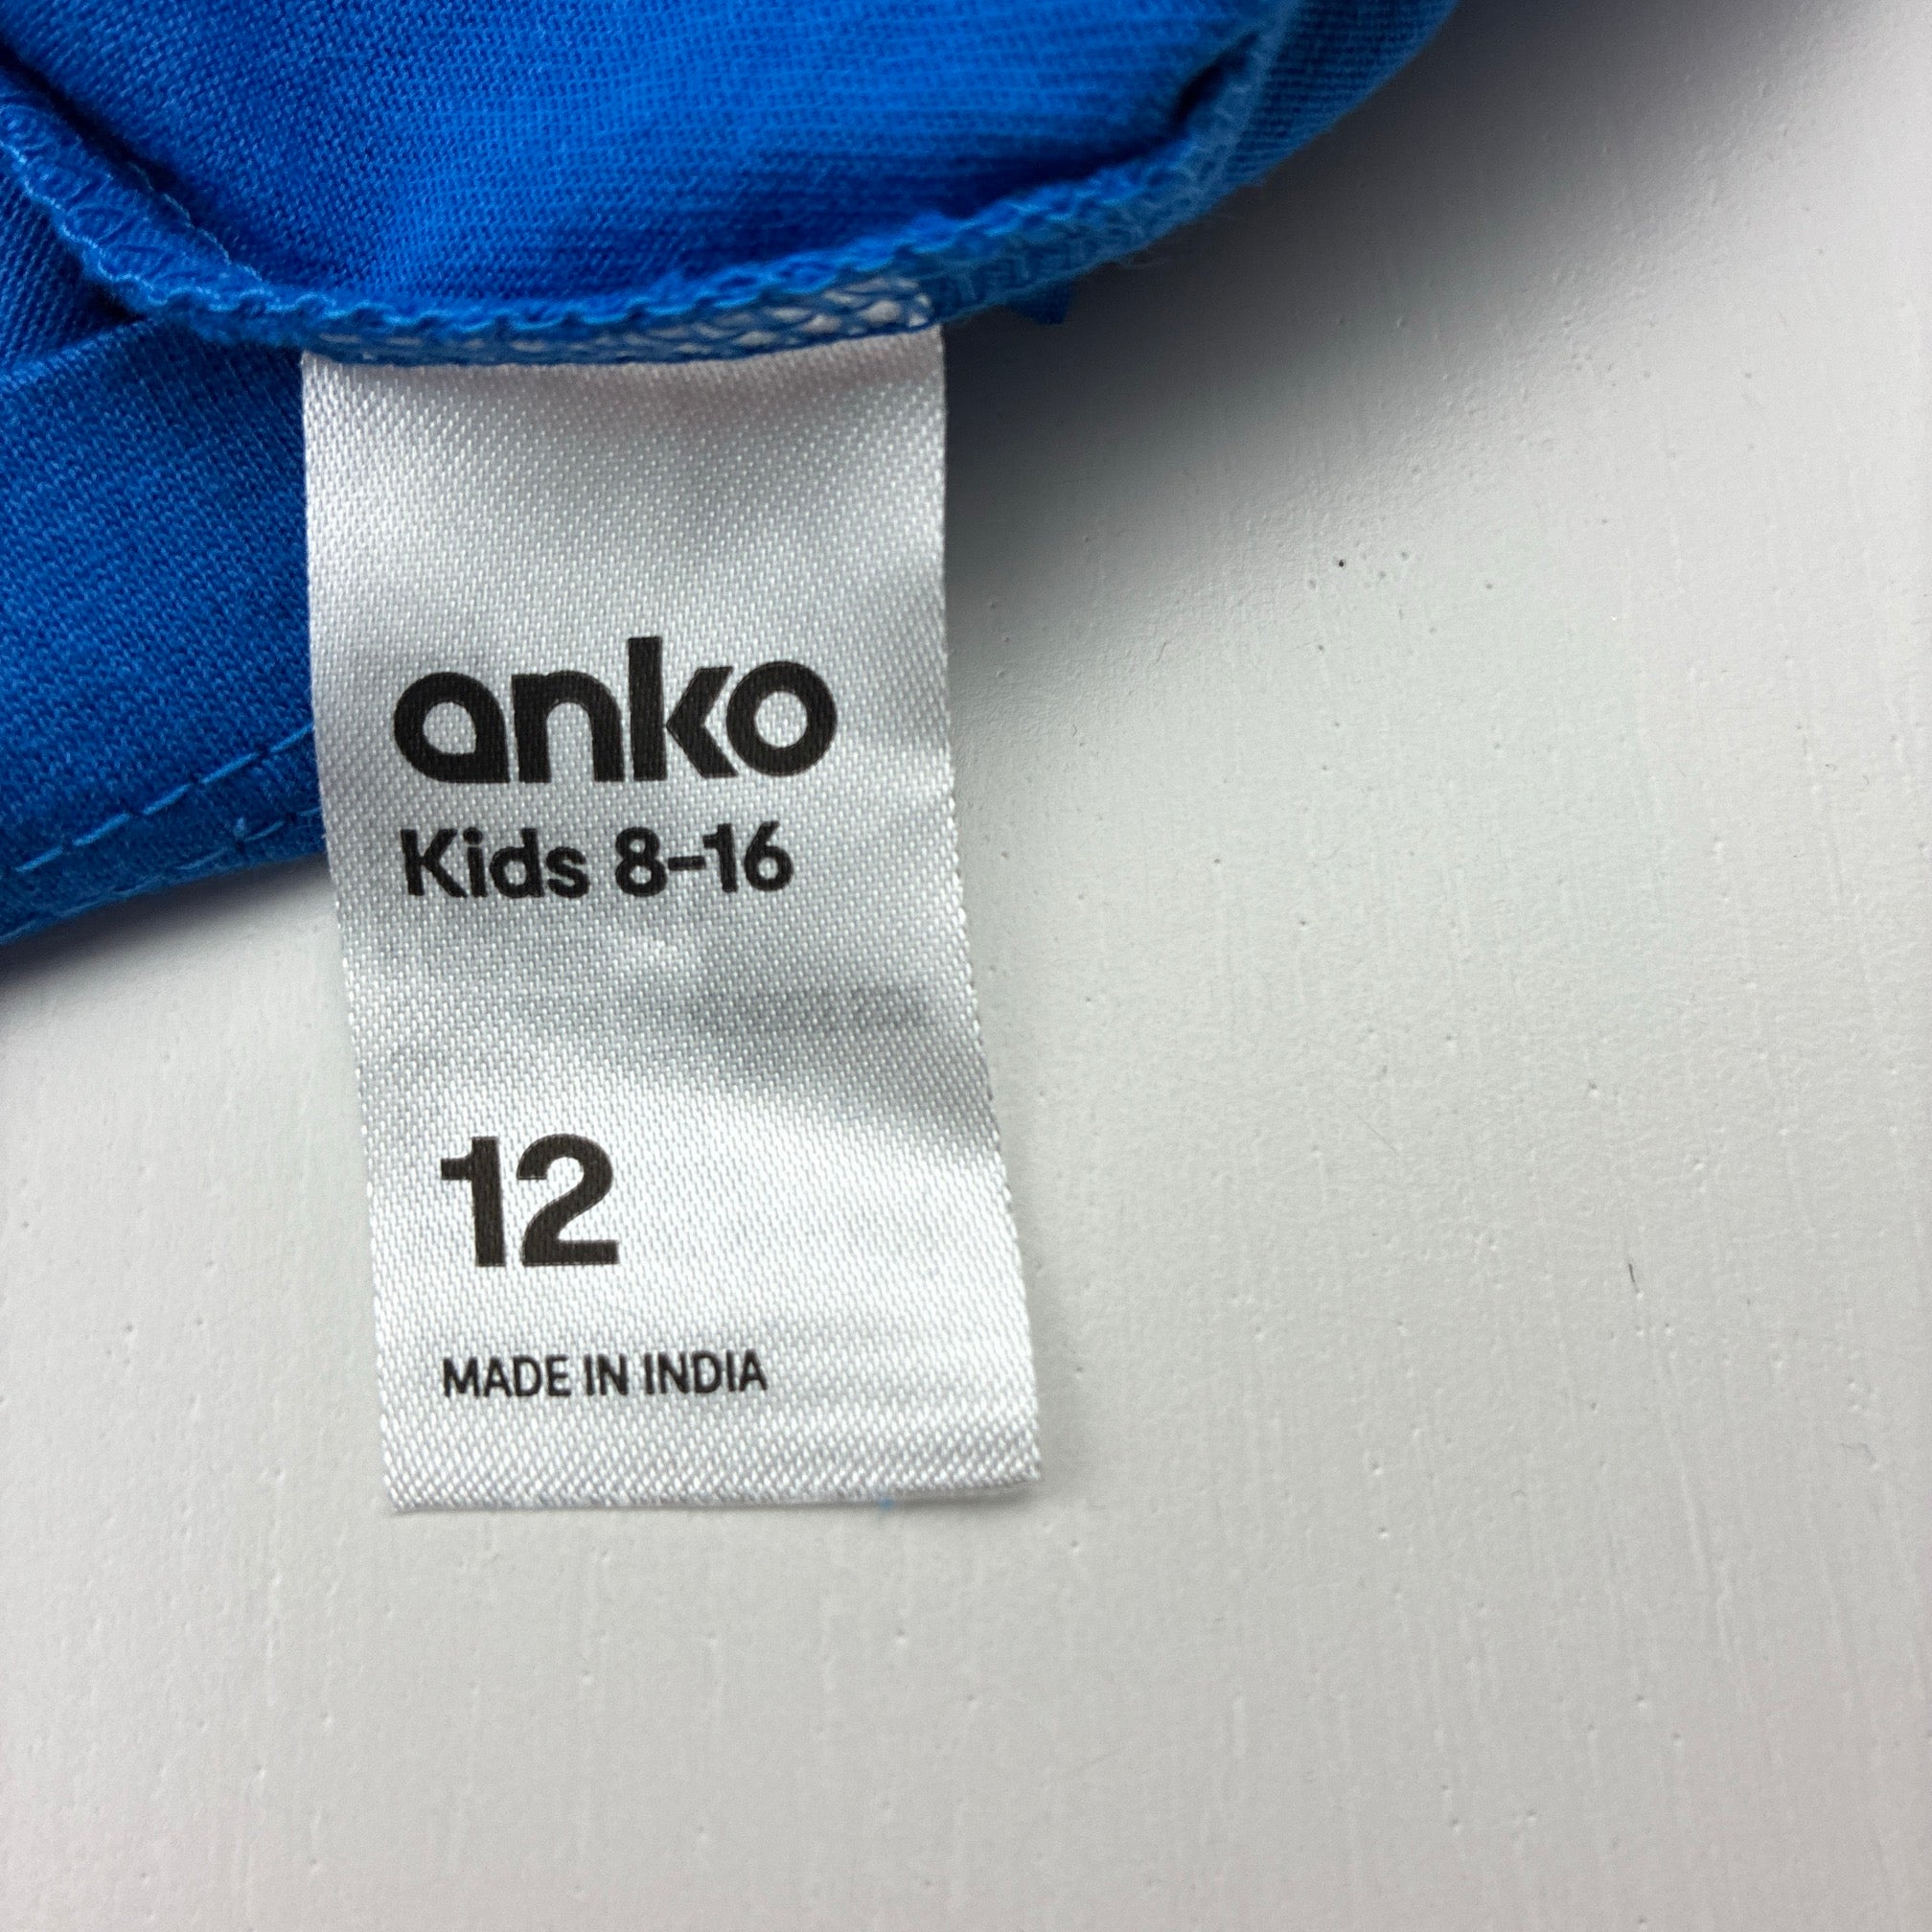 anko
Kids 8-16
12
MADE IN INDIA